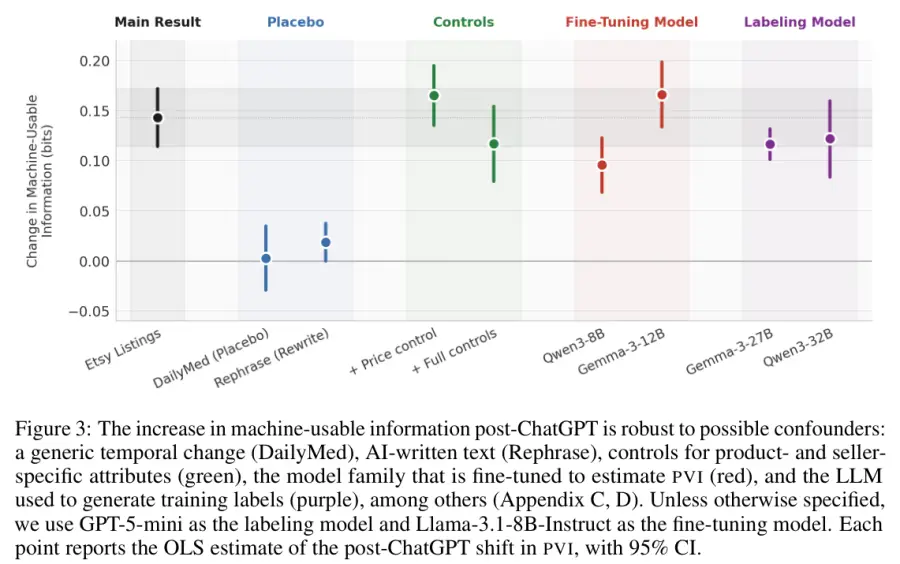 Main Result Placebo Controls Fine-Tuning Model Labeling Model
Change in Machine-Usable
Information (bits)
0.20
0.15
0.10
0.05
0.00
−0.05
Etsy Listings
DailyMed (Placebo)
Rephrase (Rewrite)
+ Price control
+ Full controls
Qwen3-8B
Gemma-3-12B
Gemma-3-27B
Qwen3-32B
Figure 3: The increase in machine-usable information post-ChatGPT is robust to possible confounders:
a generic temporal change (DailyMed), AI-written text (Rephrase), controls for product- and seller-
specific attributes (green), the model family that is fine-tuned to estimate PVI (red), and the LLM
used to generate training labels (purple), among others (Appendix C, D). Unless otherwise specified,
we use GPT-5-mini as the labeling model and Llama-3.1-8B-Instruct as the fine-tuning model. Each
point reports the OLS estimate of the post-ChatGPT shift in PVI, with 95% CI.